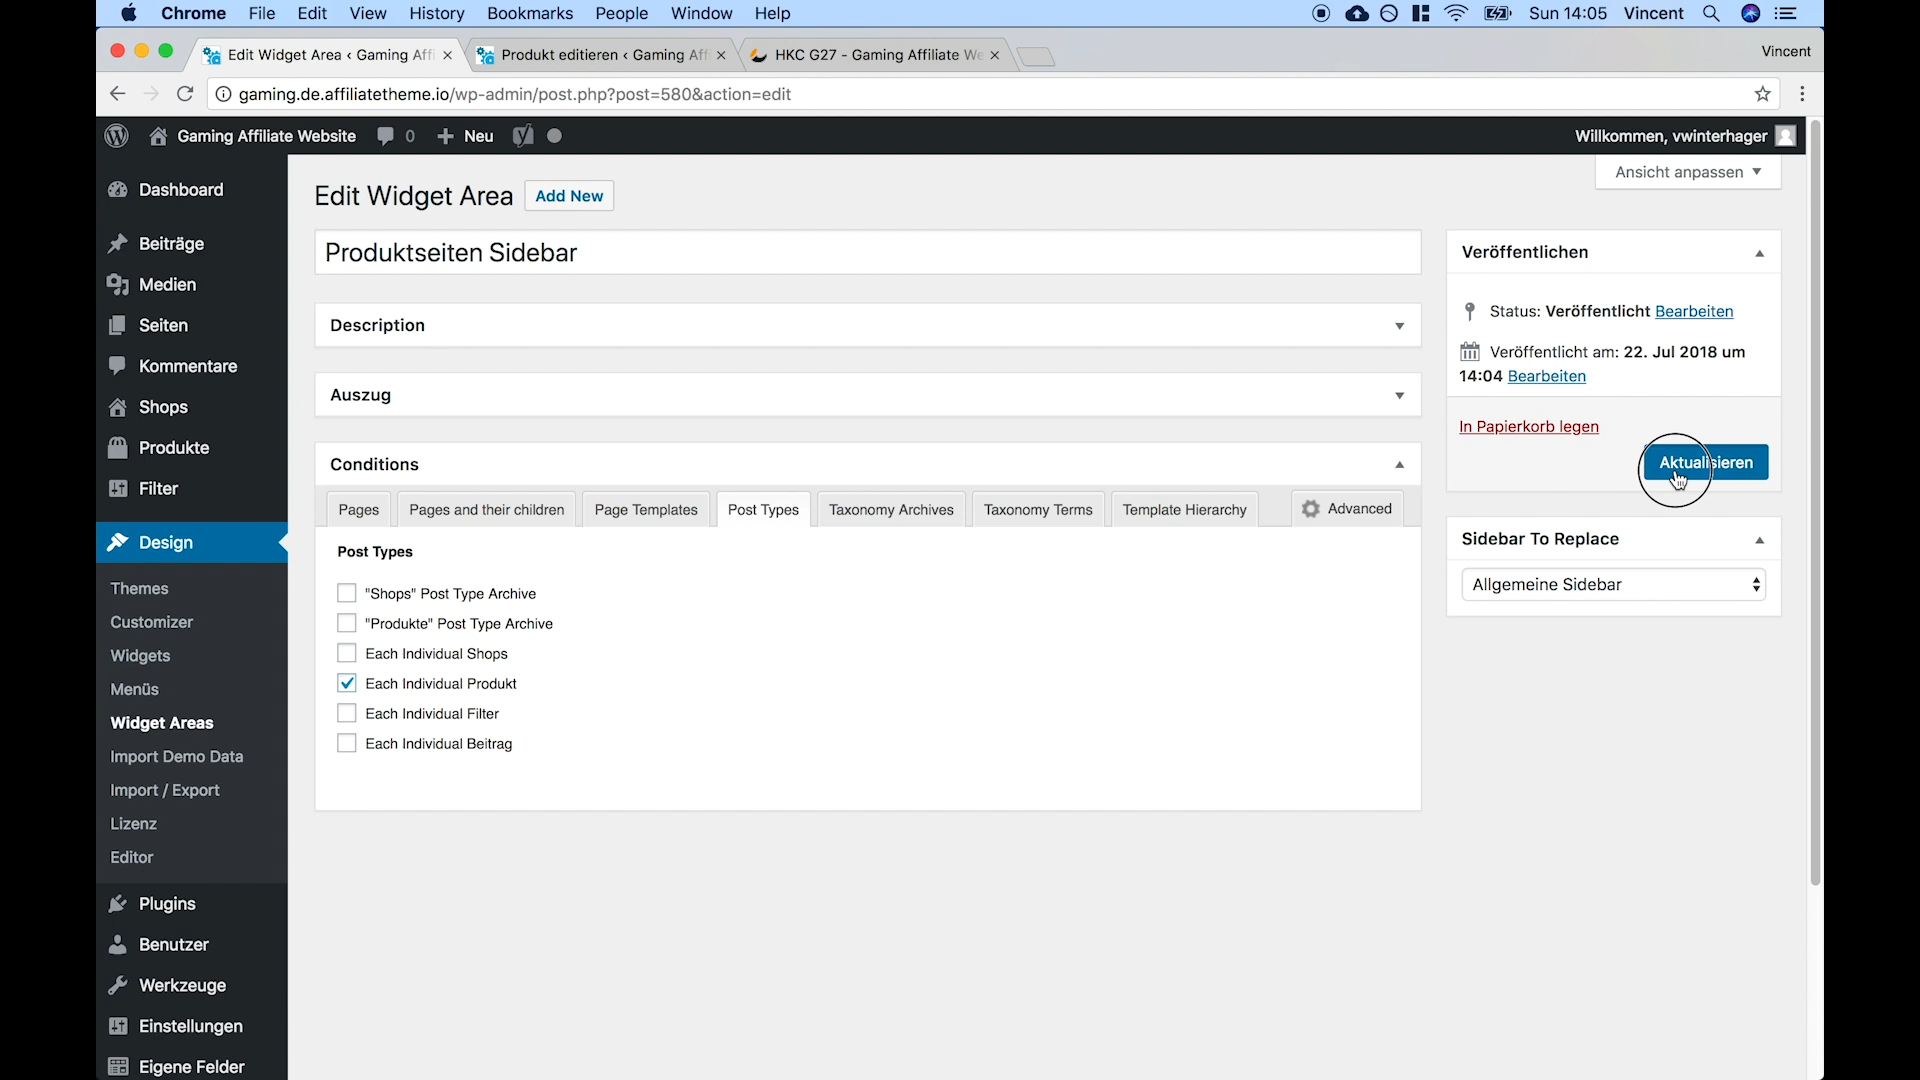 Chrome File Edit View History Bookmarks People Window Help Sun 14:05 Vincent
Edit Widget Area ‹ Gaming Affi Produkt editieren ‹ Gaming Aff HKC G27 - Gaming Affiliate We Vincent
gaming.de.affiliatetheme.io/wp-admin/post.php?post=580&action=edit
Gaming Affiliate Website 0 Neu Willkommen, vwinterhager
Ansicht anpassen
Dashboard
Beiträge
Medien
Seiten
Kommentare
Shops
Produkte
Filter
Design
Themes
Customizer
Widgets
Menüs
Widget Areas
Import Demo Data
Import / Export
Lizenz
Editor
Plugins
Benutzer
Werkzeuge
Einstellungen
Eigene Felder
Edit Widget Area Add New
Produktseiten Sidebar
Description
Auszug
Conditions
Pages Pages and their children Page Templates Post Types Taxonomy Archives Taxonomy Terms Template Hierarchy Advanced
Post Types
"Shops" Post Type Archive
"Produkte" Post Type Archive
Each Individual Shops
Each Individual Produkt
Each Individual Filter
Each Individual Beitrag
Veröffentlichen
Status: Veröffentlicht Bearbeiten
Veröffentlicht am: 22. Jul 2018 um
14:04 Bearbeiten
In Papierkorb legen
Aktualisieren
Sidebar To Replace
Allgemeine Sidebar